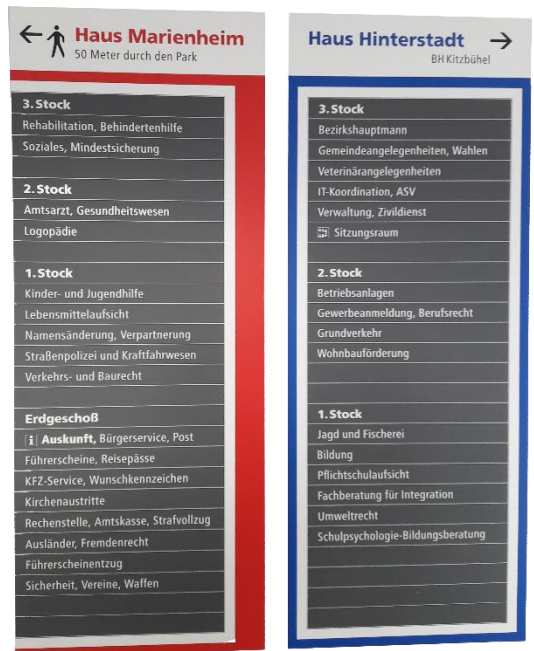 Haus Marienheim
50 Meter durch den Park
3. Stock
Rehabilitation, Behindertenhilfe
Soziales, Mindestsicherung
2. Stock
Amtsarzt, Gesundheitswesen
Logopädie
1. Stock
Kinder- und Jugendhilfe
Lebensmittelaufsicht
Namensänderung, Verpartnerung
Straßenpolizei und Kraftfahrwesen
Verkehrs- und Baurecht
Erdgeschoß
i Auskunft, Bürgerservice, Post
Führerscheine, Reisepässe
KFZ-Service, Wunschkennzeichen
Kirchenaustritte
Rechenstelle, Amtskasse, Strafvollzug
Ausländer, Fremdenrecht
Führerscheinentzug
Sicherheit, Vereine, Waffen
Haus Hinterstadt
BH Kitzbühel
3. Stock
Bezirkshauptmann
Gemeindeangelegenheiten, Wahlen
Veterinärangelegenheiten
IT-Koordination, ASV
Verwaltung, Zivildienst
Sitzungsraum
2. Stock
Betriebsanlagen
Gewerbeanmeldung, Berufsrecht
Grundverkehr
Wohnbauförderung
1. Stock
Jagd und Fischerei
Bildung
Pflichtschulaufsicht
Fachberatung für Integration
Umweltrecht
Schulpsychologie-Bildungsberatung